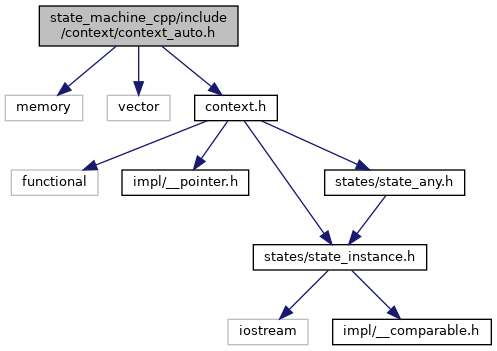 state_machine_cpp/include
/context/context_auto.h
memory
vector
context.h
functional
impl/__pointer.h
states/state_any.h
states/state_instance.h
iostream
impl/__comparable.h